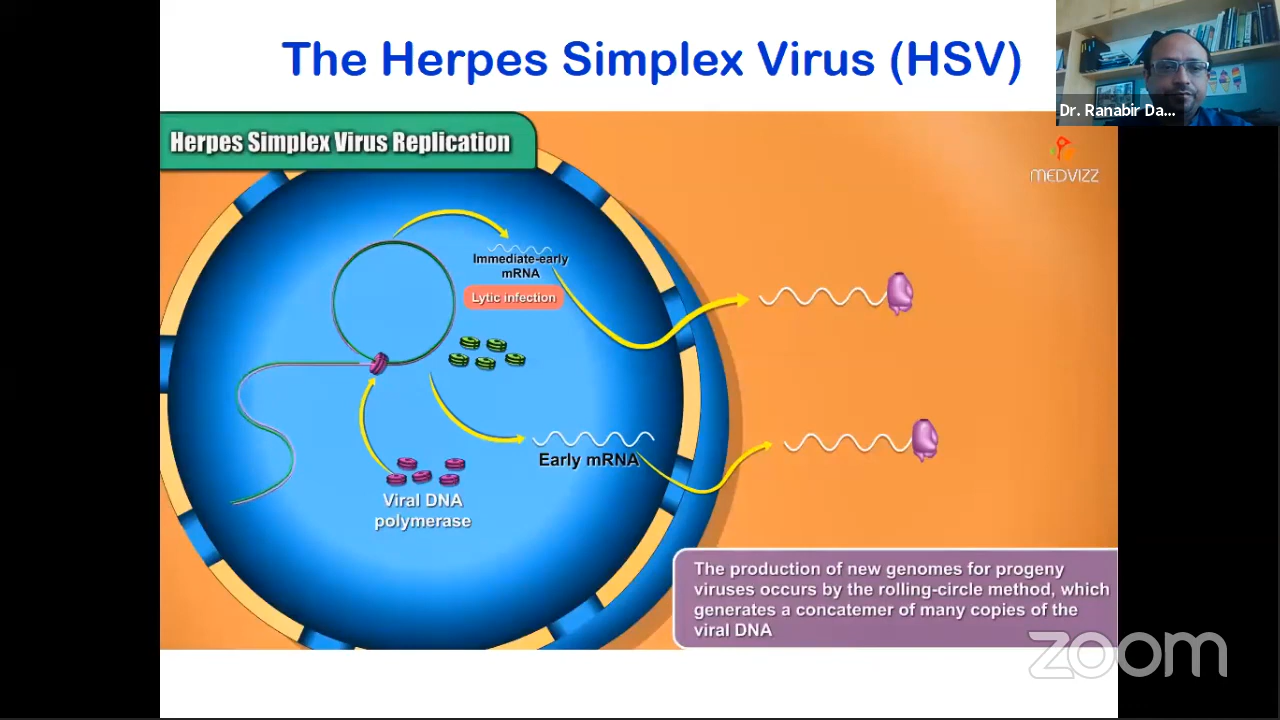 The Herpes Simplex Virus (HSV)
Dr. Ranabir Da...
Herpes Simplex Virus Replication
MEDVIZZ
Immediate-early
mRNA
Lytic infection
Early mRNA
Viral DNA
polymerase
The production of new genomes for progeny
viruses occurs by the rolling-circle method, which
generates a concatemer of many copies of the
viral DNA
zoom